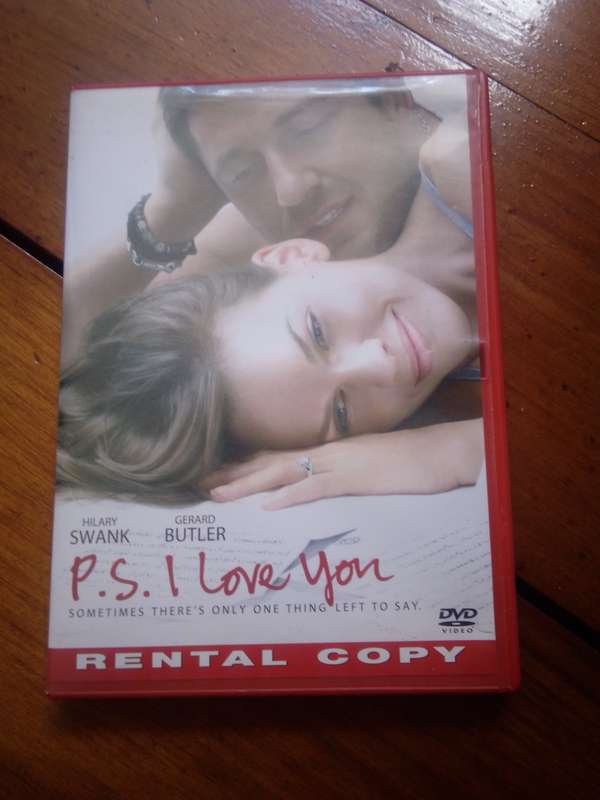 HILARY SWANK
GERARD BUTLER
P.S. I Love You
SOMETIMES THERE'S ONLY ONE THING LEFT TO SAY.
DVD
VIDEO
RENTAL COPY